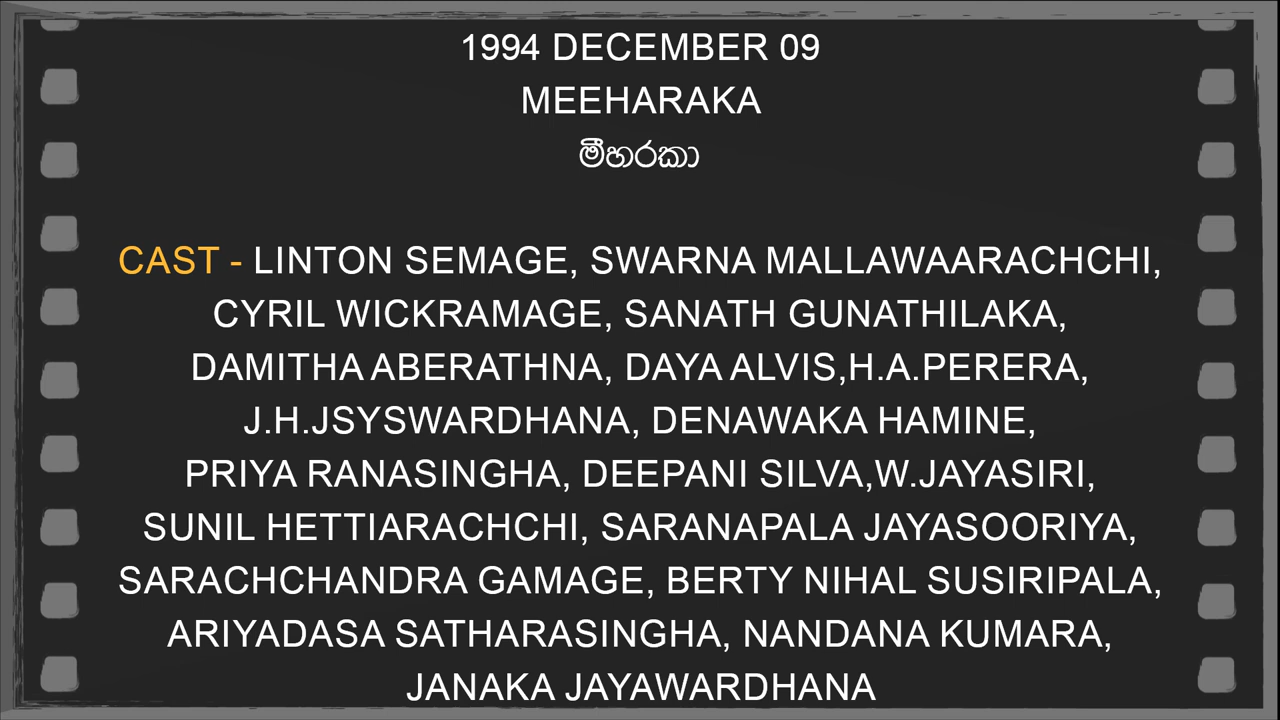 1994 DECEMBER 09
MEEHARAKA
මීහරකා
CAST - LINTON SEMAGE, SWARNA MALLAWAARACHCHI,
CYRIL WICKRAMAGE, SANATH GUNATHILAKA,
DAMITHA ABERATHNA, DAYA ALVIS,H.A.PERERA,
J.H.JSYSWARDHANA, DENAWAKA HAMINE,
PRIYA RANASINGHA, DEEPANI SILVA,W.JAYASIRI,
SUNIL HETTIARACHCHI, SARANAPALA JAYASOORIYA,
SARACHCHANDRA GAMAGE, BERTY NIHAL SUSIRIPALA,
ARIYADASA SATHARASINGHA, NANDANA KUMARA,
JANAKA JAYAWARDHANA